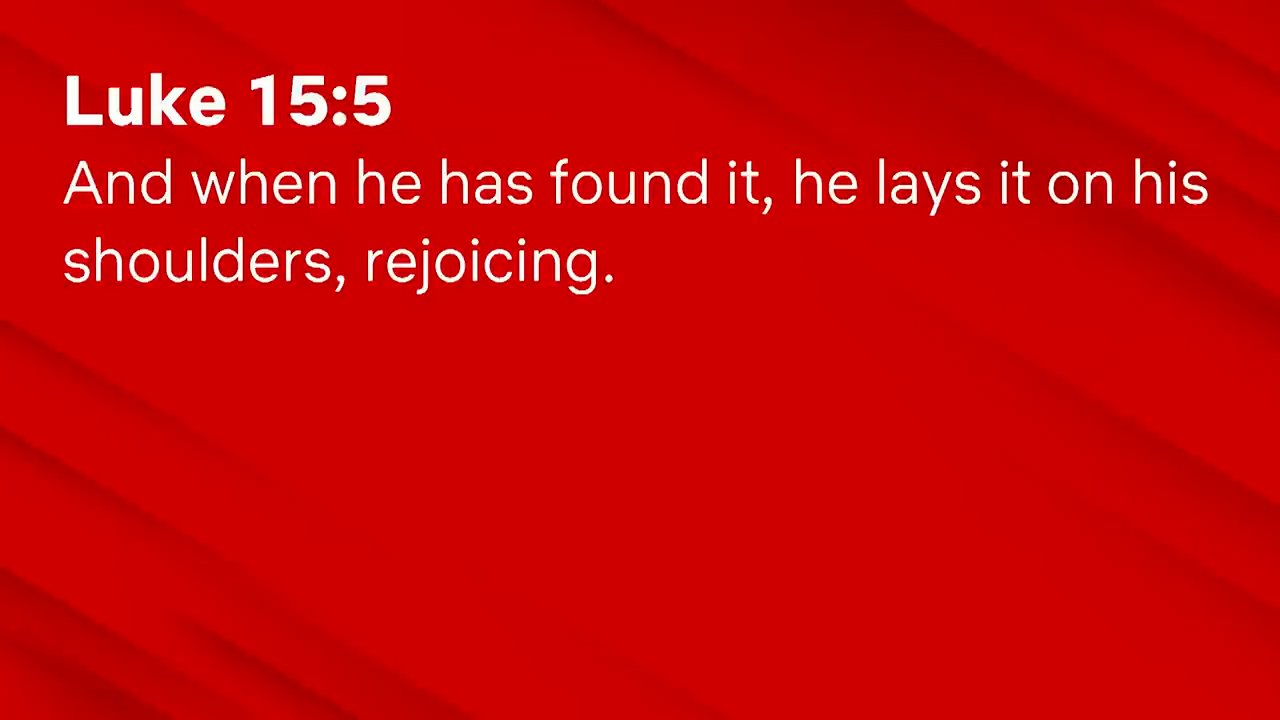 Luke 15:5
And when he has found it, he lays it on his
shoulders, rejoicing.